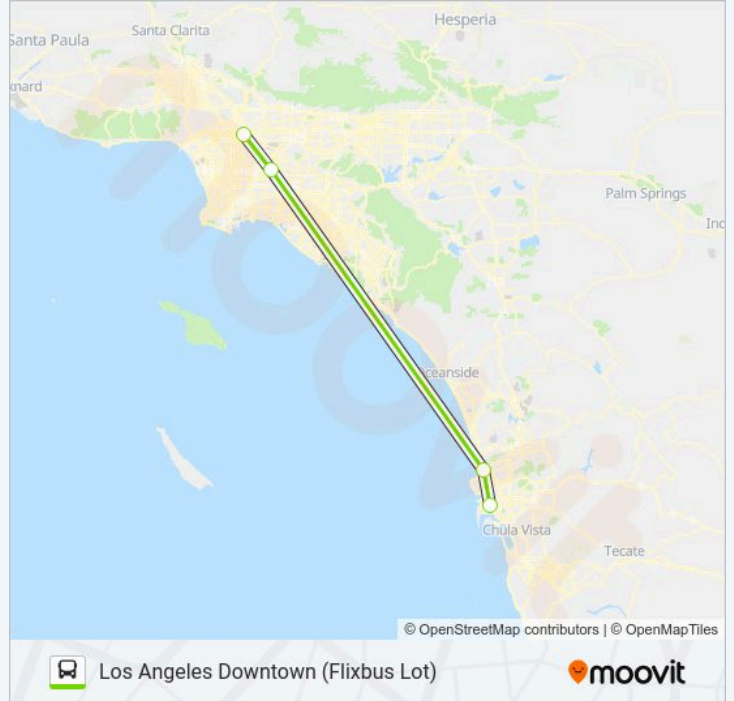 Hesperia
Santa Clarita
Santa Paula
nard
Palm Springs
Inc
Oceanside
Chula Vista
Tecate
© OpenStreetMap contributors | © OpenMapTiles
Los Angeles Downtown (Flixbus Lot)
moovit